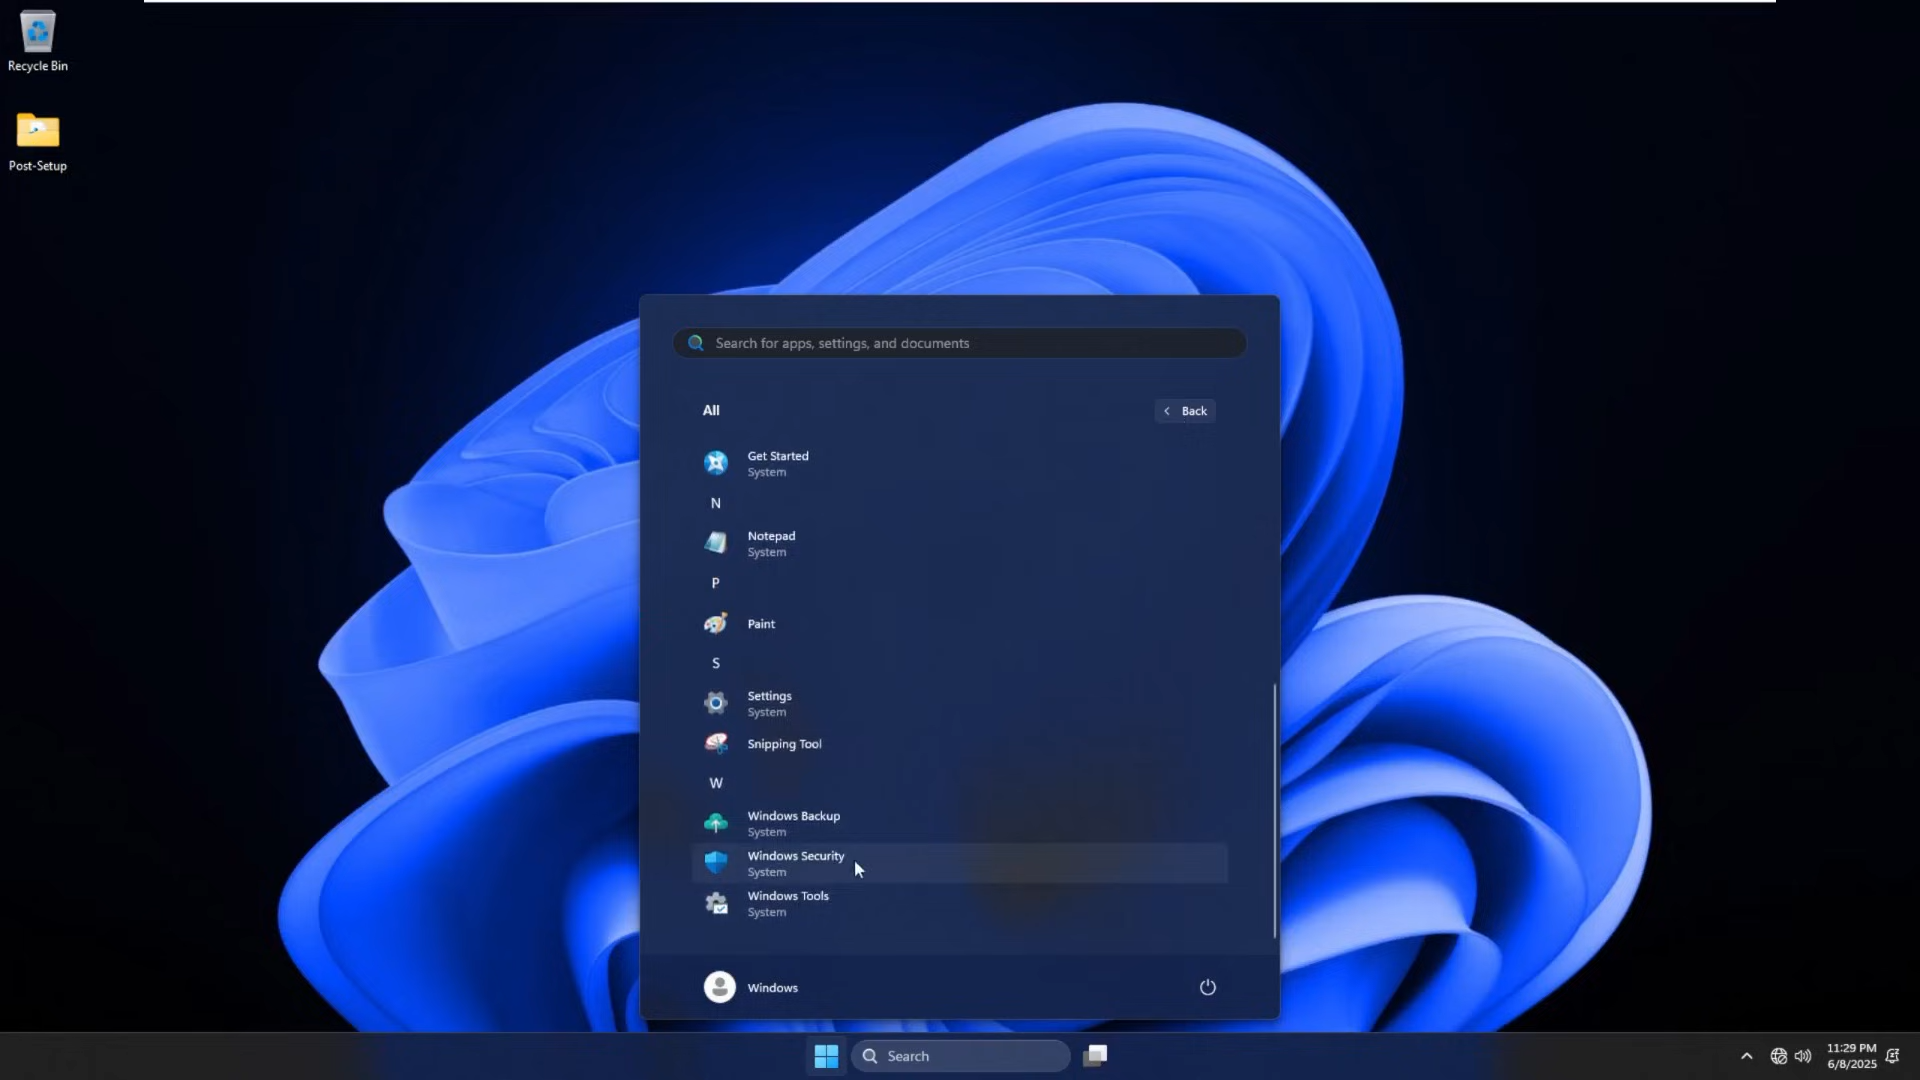 Recycle Bin
Post-Setup
Search for apps, settings, and documents
All
Back
Get Started
System
N
Notepad
System
P
Paint
S
Settings
System
Snipping Tool
W
Windows Backup
System
Windows Security
System
Windows Tools
System
Windows
Search
11:29 PM
6/8/2025